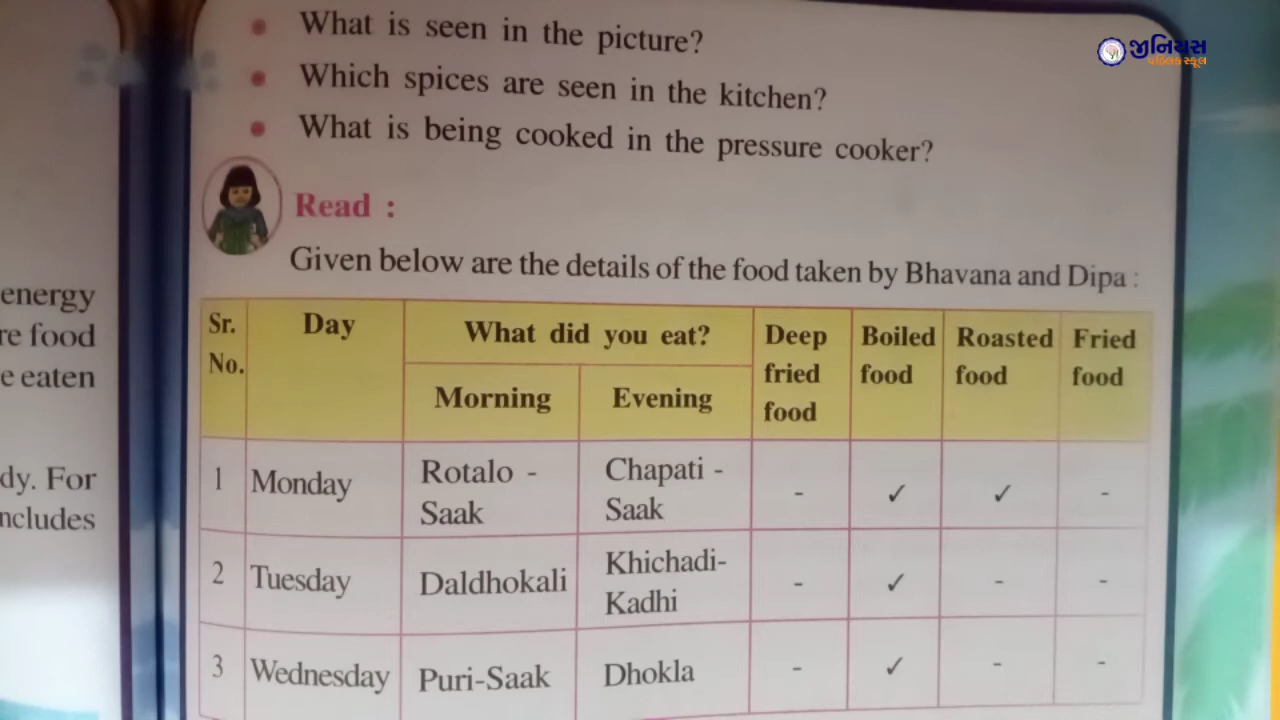 What is seen in the picture?
Which spices are seen in the kitchen?
What is being cooked in the pressure cooker?
જીનિયસ
પબ્લિક સ્કૂલ
Read :
Given below are the details of the food taken by Bhavana and Dipa :
energy
re food
e eaten
dy. For
ncludes
Sr. No. Day What did you eat? Deep fried food Boiled food Roasted food Fried food
Morning Evening
1 Monday Rotalo - Saak Chapati - Saak - ✓ ✓ -
2 Tuesday Daldhokali Khichadi- Kadhi - ✓ - -
3 Wednesday Puri-Saak Dhokla - ✓ - -